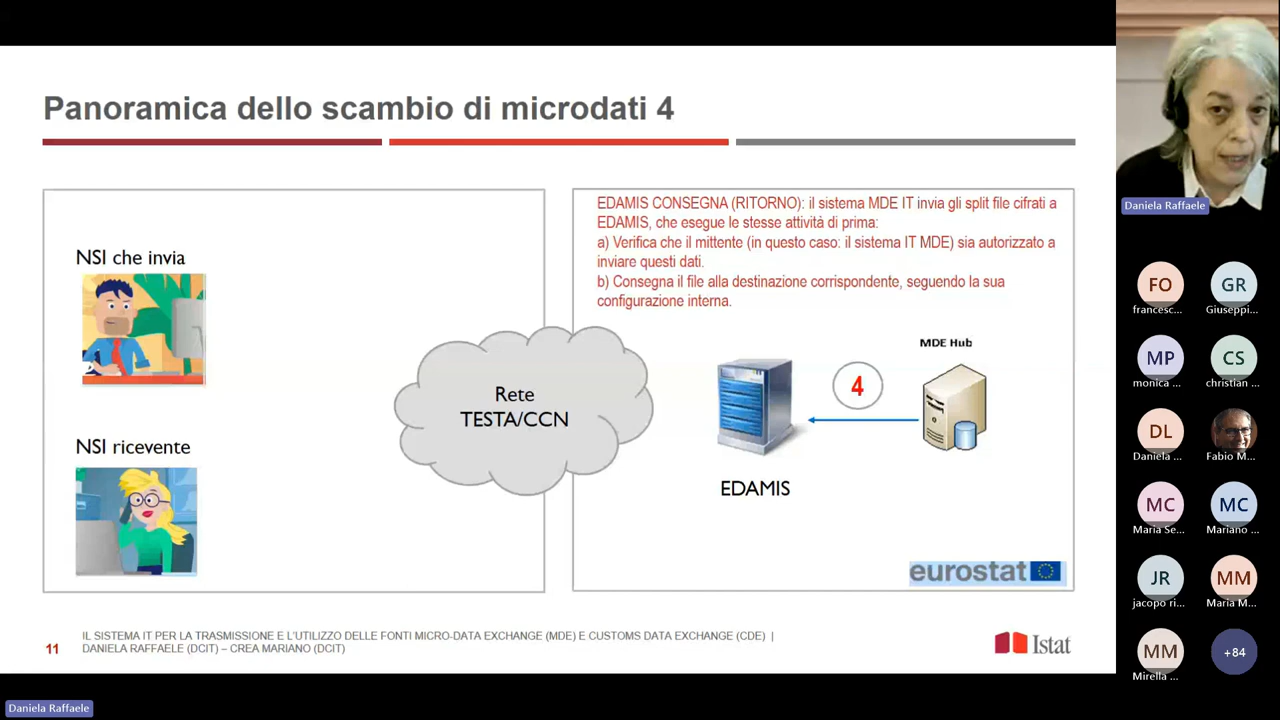 Panoramica dello scambio di microdati 4
NSI che invia
NSI ricevente
Rete
TESTA/CCN
EDAMIS CONSEGNA (RITORNO): il sistema MDE IT invia gli split file cifrati a
EDAMIS, che esegue le stesse attività di prima:
a) Verifica che il mittente (in questo caso: il sistema IT MDE) sia autorizzato a
inviare questi dati.
b) Consegna il file alla destinazione corrispondente, seguendo la sua
configurazione interna.
MDE Hub
4
EDAMIS
eurostat
11
IL SISTEMA IT PER LA TRASMISSIONE E L'UTILIZZO DELLE FONTI MICRO-DATA EXCHANGE (MDE) E CUSTOMS DATA EXCHANGE (CDE) |
DANIELA RAFFAELE (DCIT) – CREA MARIANO (DCIT)
Istat
Daniela Raffaele
FO
francesc...
GR
Giuseppi...
MP
monica ...
CS
christian ...
DL
Daniela ...
Fabio M...
MC
Maria Se...
MC
Mariano ...
JR
jacopo ri...
MM
Maria M...
MM
Mirella ...
+84
Daniela Raffaele